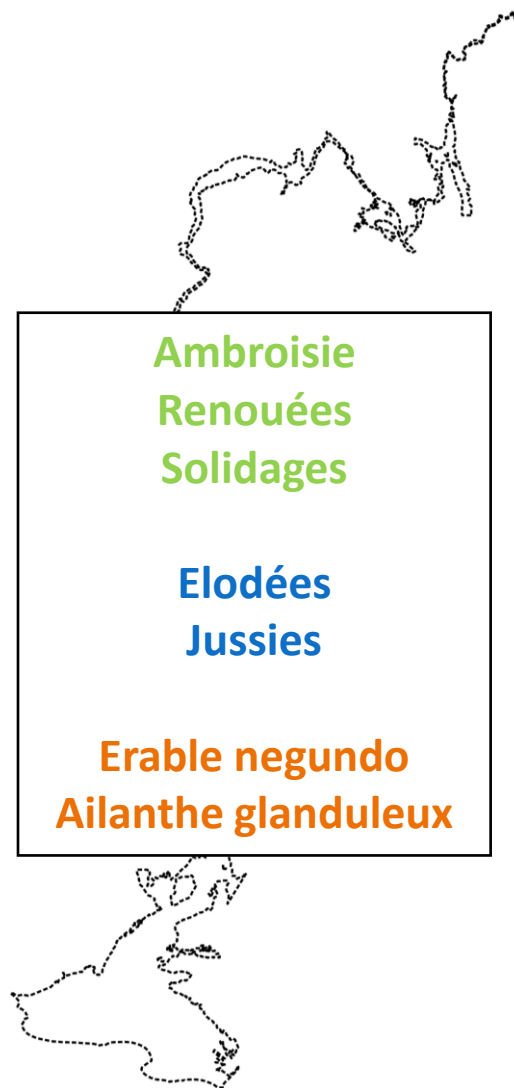 Ambroisie
Renouées
Solidages
Elodées
Jussies
Erable negundo
Ailanthe glanduleux